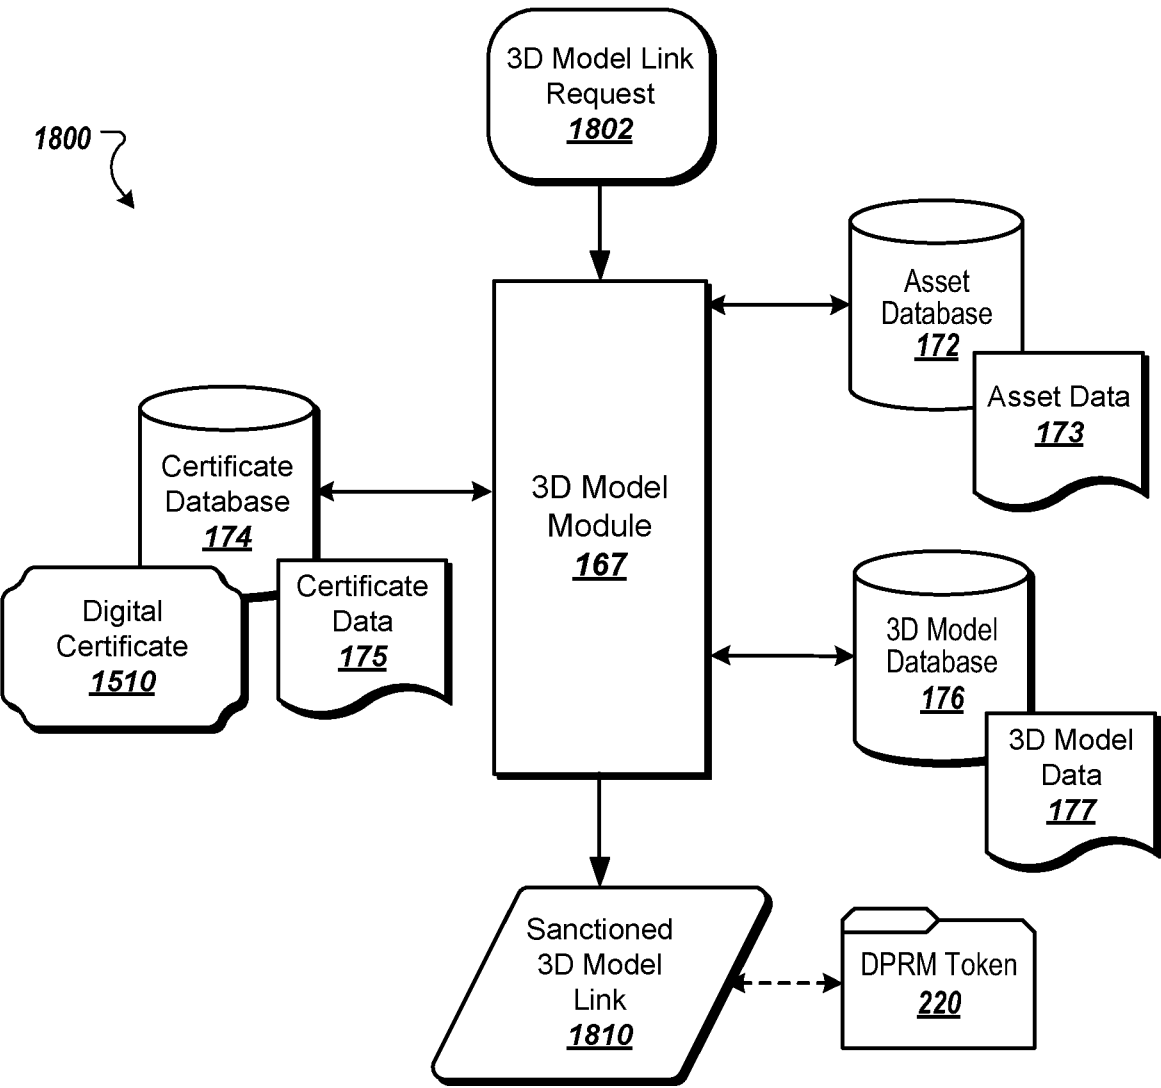 3D Model Link
Request
1802
1800
Asset
Database
172
Asset Data
173
Certificate
Database
174
3D Model
Module
167
Digital
Certificate
1510
Certificate
Data
175
3D Model
Database
176
3D Model
Data
177
Sanctioned
3D Model
Link
1810
DPRM Token
220